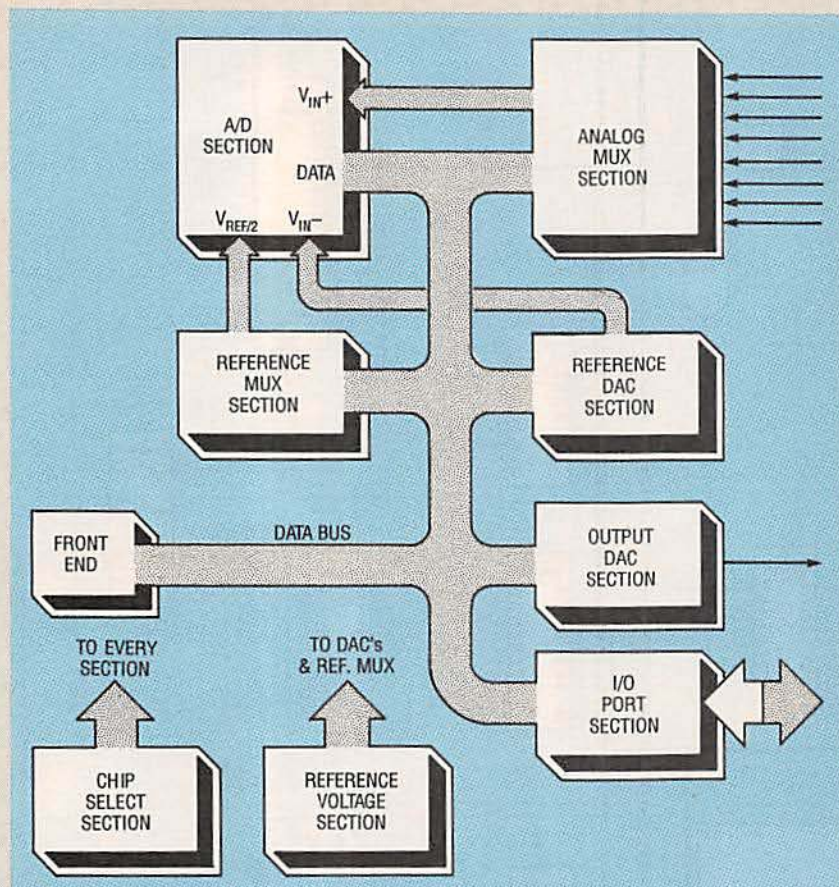 A/D
SECTION
V_IN+
DATA
V_REF/2
V_IN−
ANALOG
MUX
SECTION
REFERENCE
MUX
SECTION
REFERENCE
DAC
SECTION
FRONT
END
DATA BUS
OUTPUT
DAC
SECTION
TO EVERY
SECTION
TO DAC's
& REF. MUX
I/O
PORT
SECTION
CHIP
SELECT
SECTION
REFERENCE
VOLTAGE
SECTION